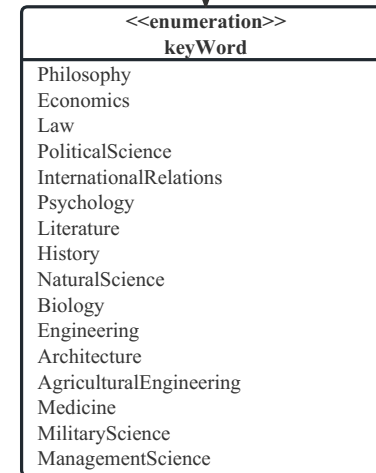 <<enumeration>>
keyWord
Philosophy
Economics
Law
PoliticalScience
InternationalRelations
Psychology
Literature
History
NaturalScience
Biology
Engineering
Architecture
AgriculturalEngineering
Medicine
MilitaryScience
ManagementScience